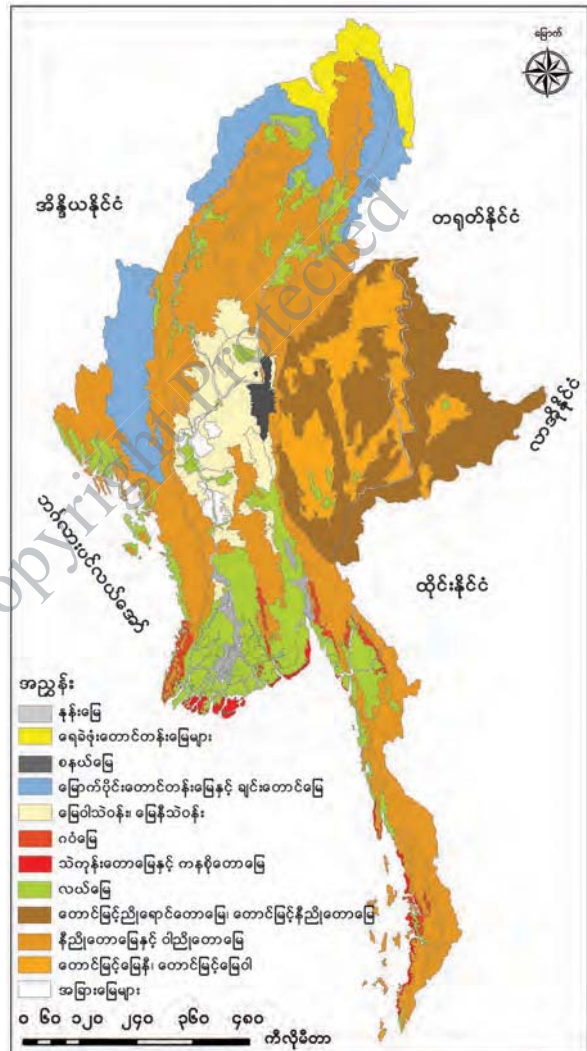 မြောက်
အိန္ဒိယနိုင်ငံ
တရုတ်နိုင်ငံ
လာအိုနိုင်ငံ
ဘင်္ဂလားပင်လယ်အော်
ထိုင်းနိုင်ငံ
Copyright Protected
အညွှန်း
နုန်းမြေ
ရေခဲဖုံးတောင်တန်းမြေများ
စနယ်မြေ
မြောက်ပိုင်းတောင်တန်းမြေနှင့် ချင်းတောင်မြေ
မြေဝါသဲဝန်း၊ မြေနီသဲဝန်း
ဂဝံမြေ
သဲကုန်းတောမြေနှင့် ကနစိုတောမြေ
လယ်မြေ
တောင်မြင့်ညိုရောင်တောမြေ၊ တောင်မြင့်နီညိုတောမြေ
နီညိုတောမြေနှင့် ဝါညိုတောမြေ
တောင်မြင့်မြေနီ၊ တောင်မြင့်မြေဝါ
အခြားမြေများ
၀ ၆၀ ၁၂၀ ၂၄၀ ၃၆၀ ၄၈၀
ကီလိုမီတာ